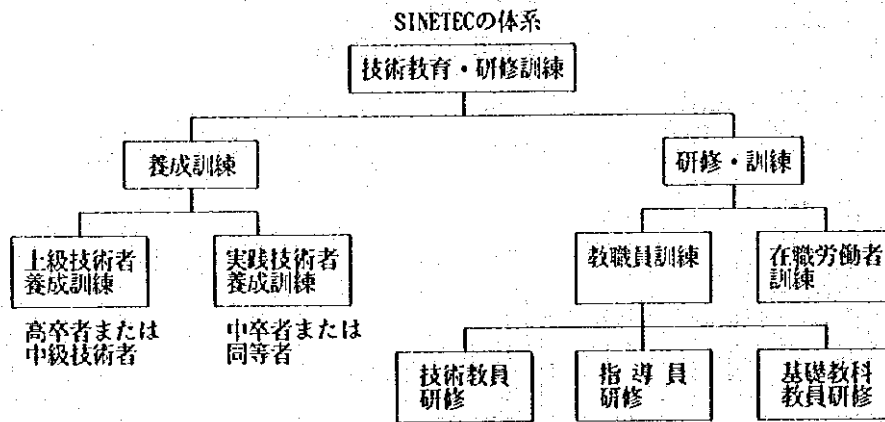 SINETECの体系
技術教育・研修訓練
養成訓練
研修・訓練
上級技術者
養成訓練
実践技術者
養成訓練
教職員訓練
在職労働者
訓練
高卒者または
中級技術者
中卒者または
同等者
技術教員
研修
指導員
研修
基礎教科
教員研修